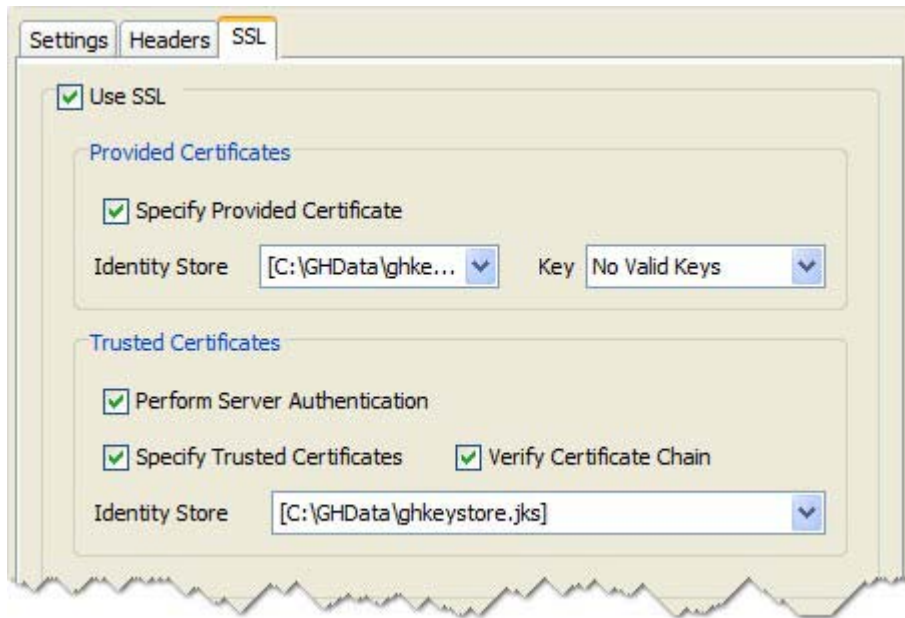 Settings Headers SSL
Use SSL
Provided Certificates
Specify Provided Certificate
Identity Store [C:\GHData\ghke... Key No Valid Keys
Trusted Certificates
Perform Server Authentication
Specify Trusted Certificates Verify Certificate Chain
Identity Store [C:\GHData\ghkeystore.jks]